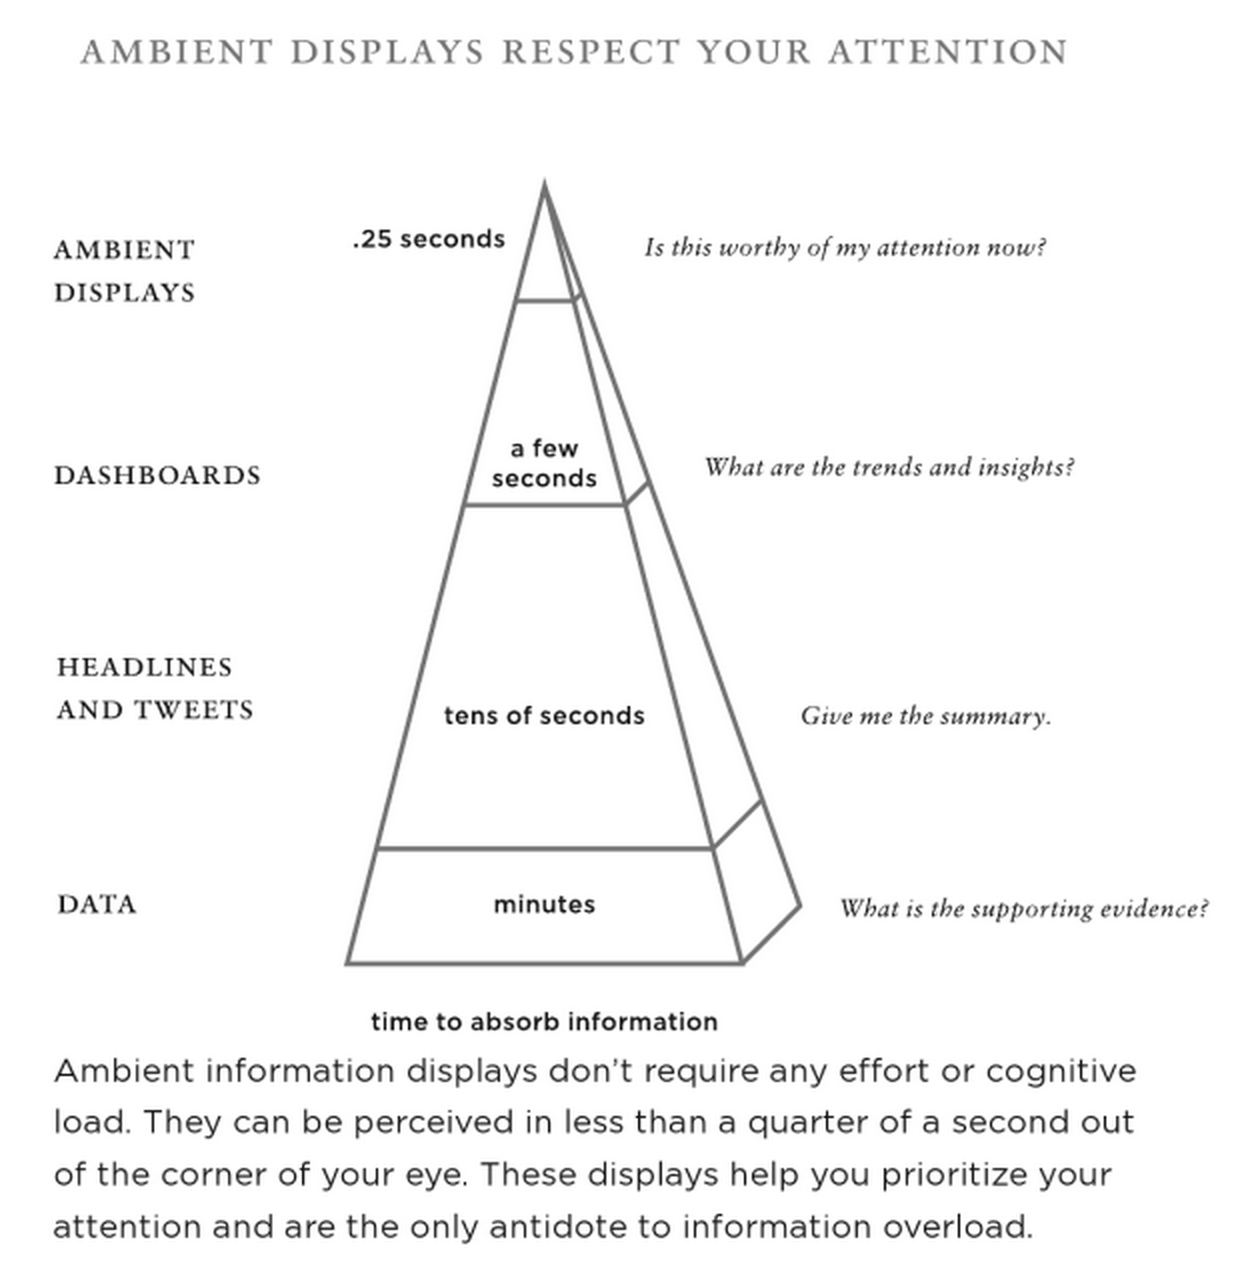 AMBIENT DISPLAYS RESPECT YOUR ATTENTION
AMBIENT
DISPLAYS
.25 seconds
Is this worthy of my attention now?
DASHBOARDS
a few
seconds
What are the trends and insights?
HEADLINES
AND TWEETS
tens of seconds
Give me the summary.
DATA
minutes
What is the supporting evidence?
time to absorb information
Ambient information displays don’t require any effort or cognitive
load. They can be perceived in less than a quarter of a second out
of the corner of your eye. These displays help you prioritize your
attention and are the only antidote to information overload.